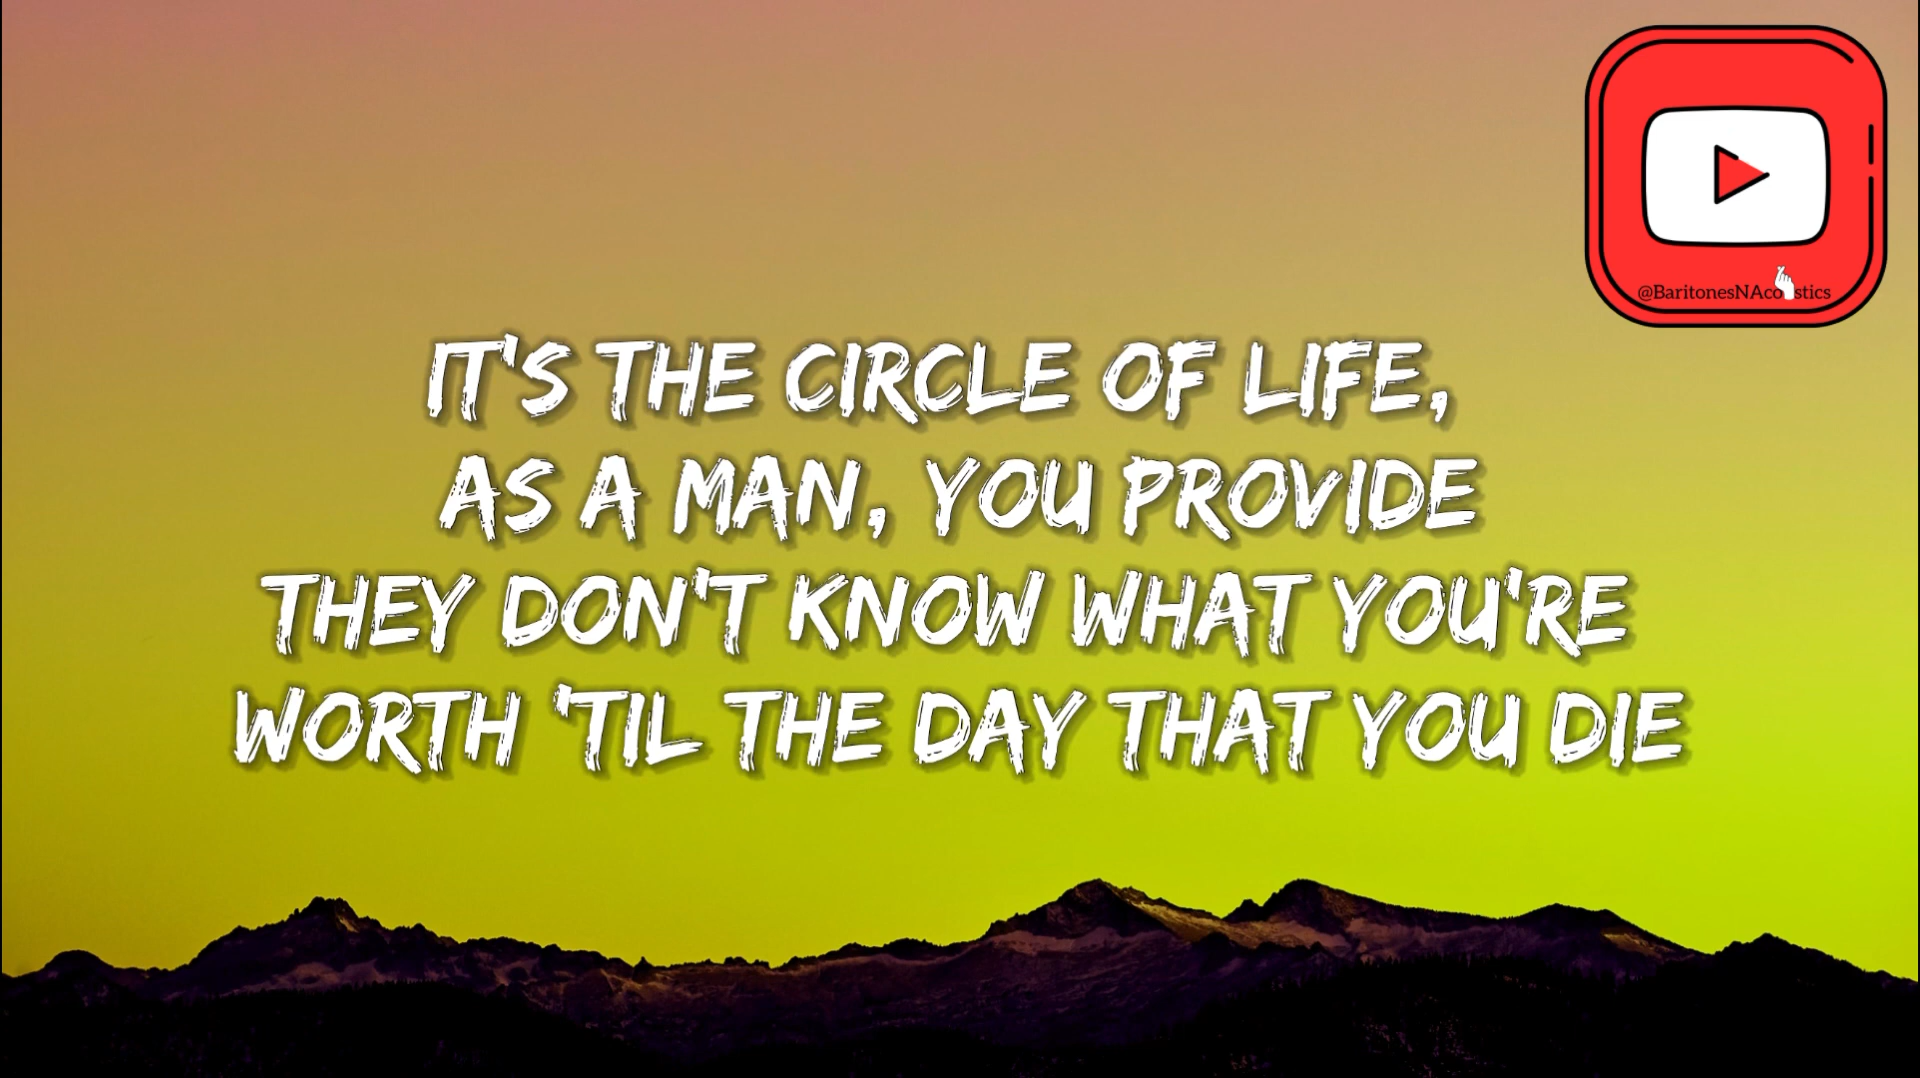 @BaritonesNAcoustics
IT'S THE CIRCLE OF LIFE,
AS A MAN, YOU PROVIDE
THEY DON'T KNOW WHAT YOU'RE
WORTH 'TIL THE DAY THAT YOU DIE